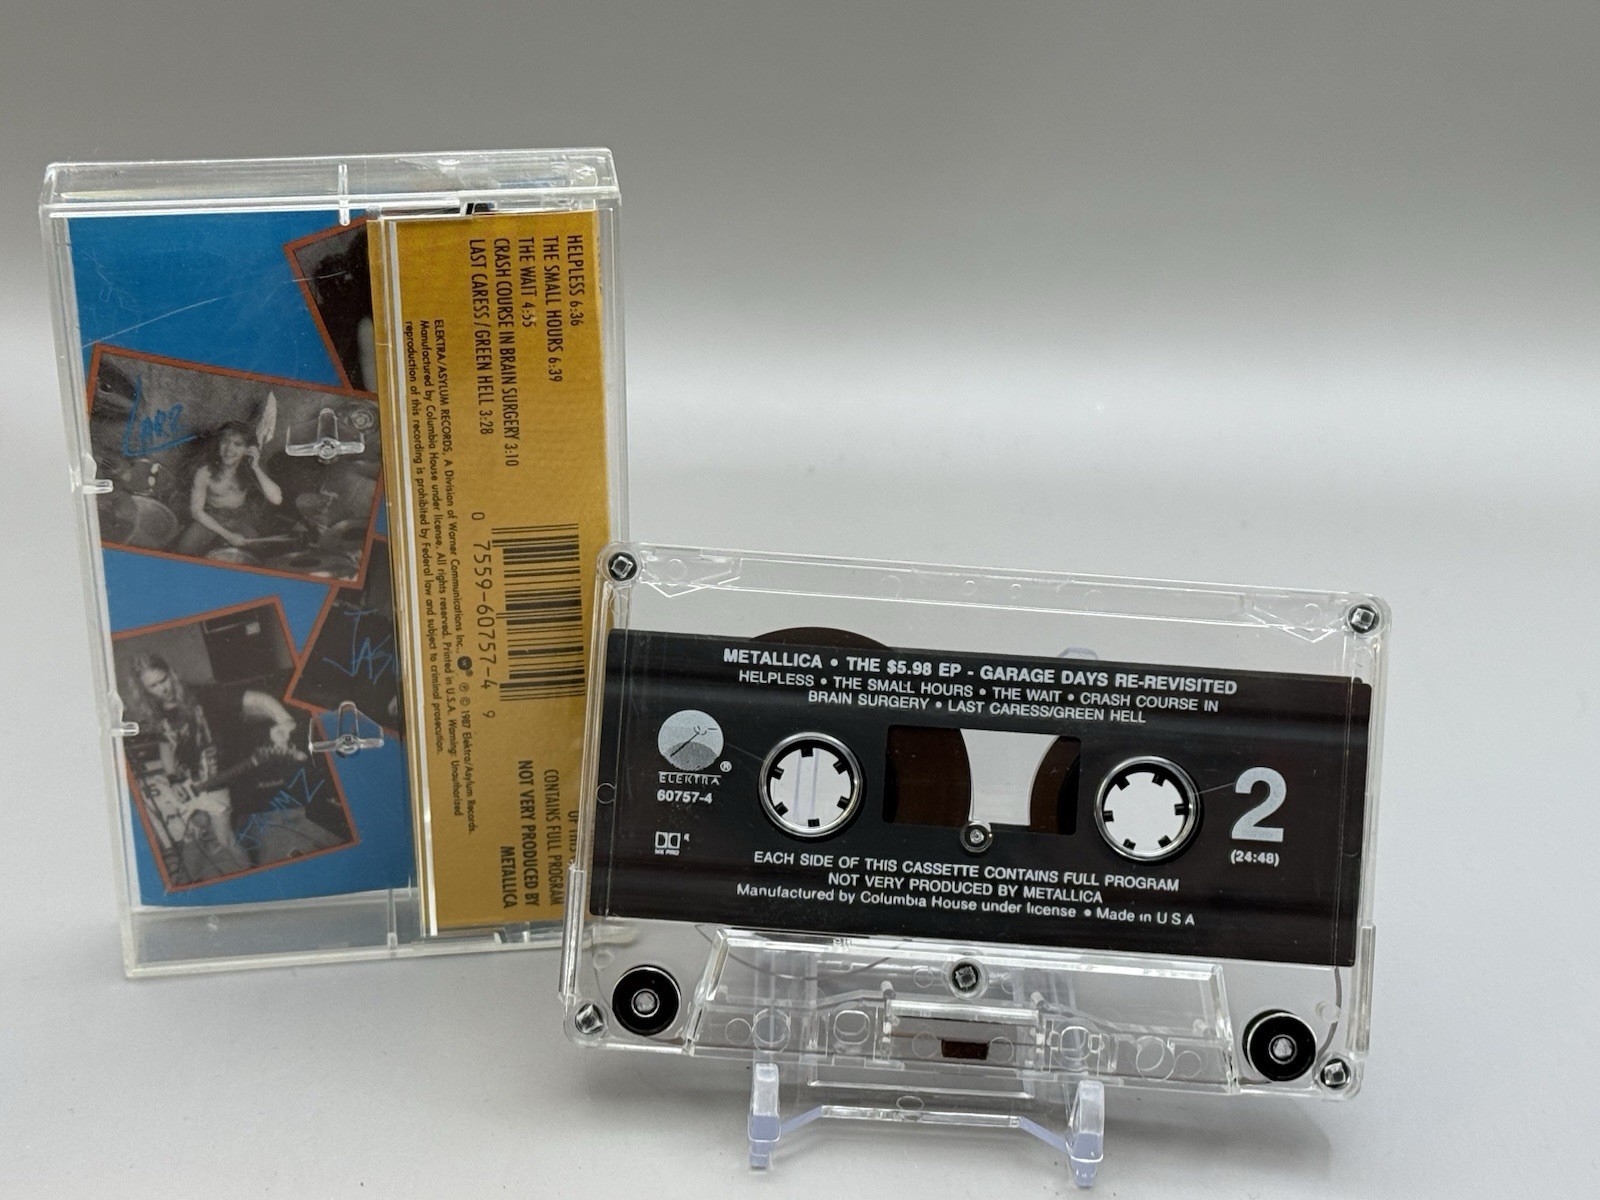 LARZ
JAS
HELPLESS 6:36
THE SMALL HOURS 6:39
THE WAIT 4:55
CRASH COURSE IN BRAIN SURGERY 3:10
LAST CARESS/GREEN HELL 3:28
ELEKTRA/ASYLUM RECORDS, A Division of Warner Communications Inc., ® ℗ © 1987 Elektra/Asylum Records.
Manufactured by Columbia House under license. All rights reserved. Printed in U.S.A. Warning: Unauthorized
reproduction of this recording is prohibited by Federal law and subject to criminal prosecution.
0 7559-60757-4 9
CONTAINS FULL PROGRAM
NOT VERY PRODUCED BY
METALLICA
METALLICA • THE $5.98 EP - GARAGE DAYS RE-REVISITED
HELPLESS • THE SMALL HOURS • THE WAIT • CRASH COURSE IN
BRAIN SURGERY • LAST CARESS/GREEN HELL
ELEKTRA ®
60757-4
HX PRO
2
(24:48)
EACH SIDE OF THIS CASSETTE CONTAINS FULL PROGRAM
NOT VERY PRODUCED BY METALLICA
Manufactured by Columbia House under license • Made in U S A